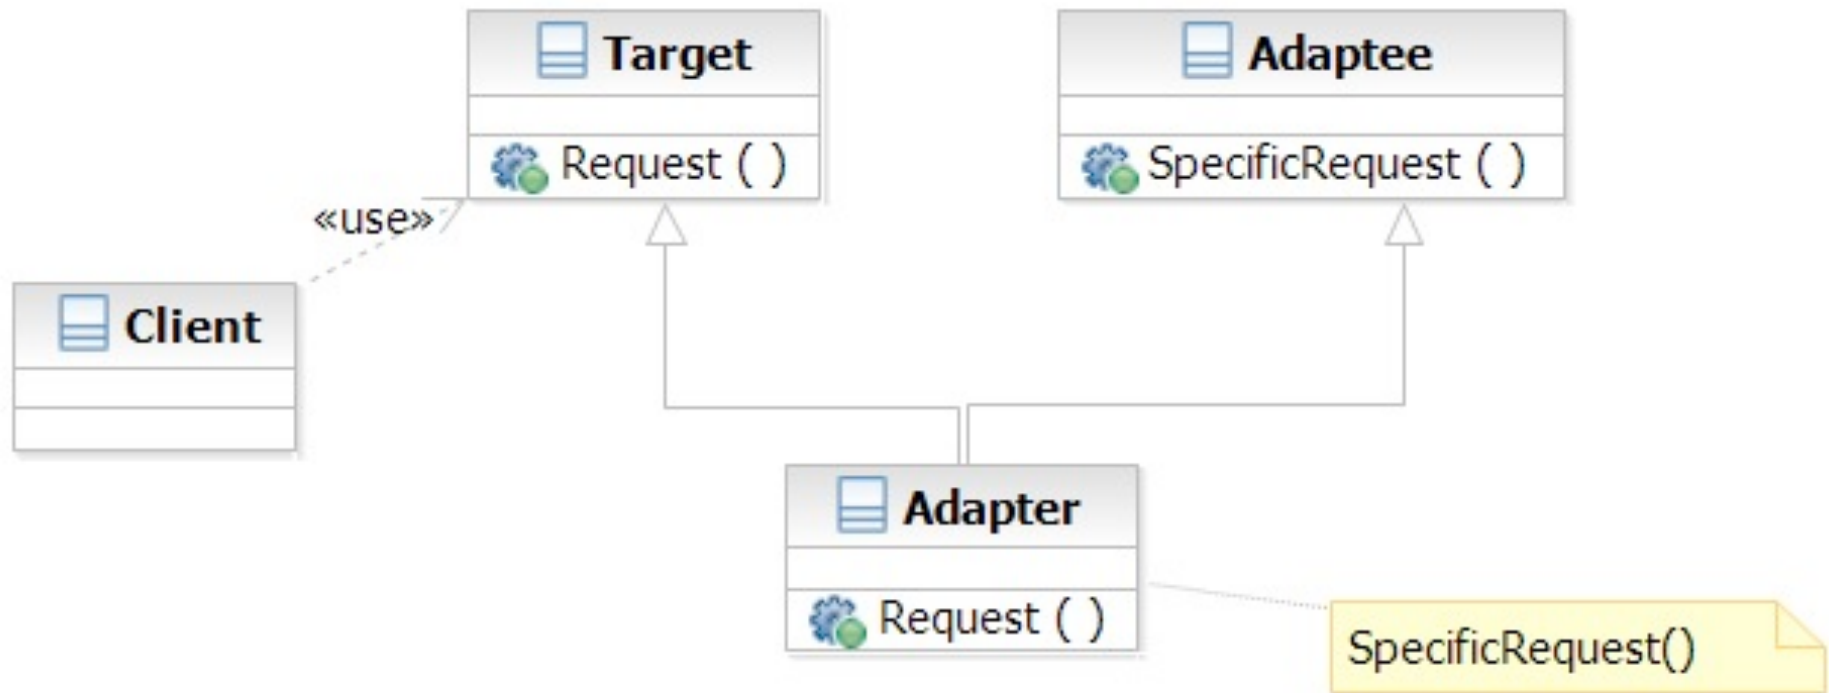 Target
Adaptee
Request ( )
SpecificRequest ( )
«use»
Client
Adapter
Request ( )
SpecificRequest()